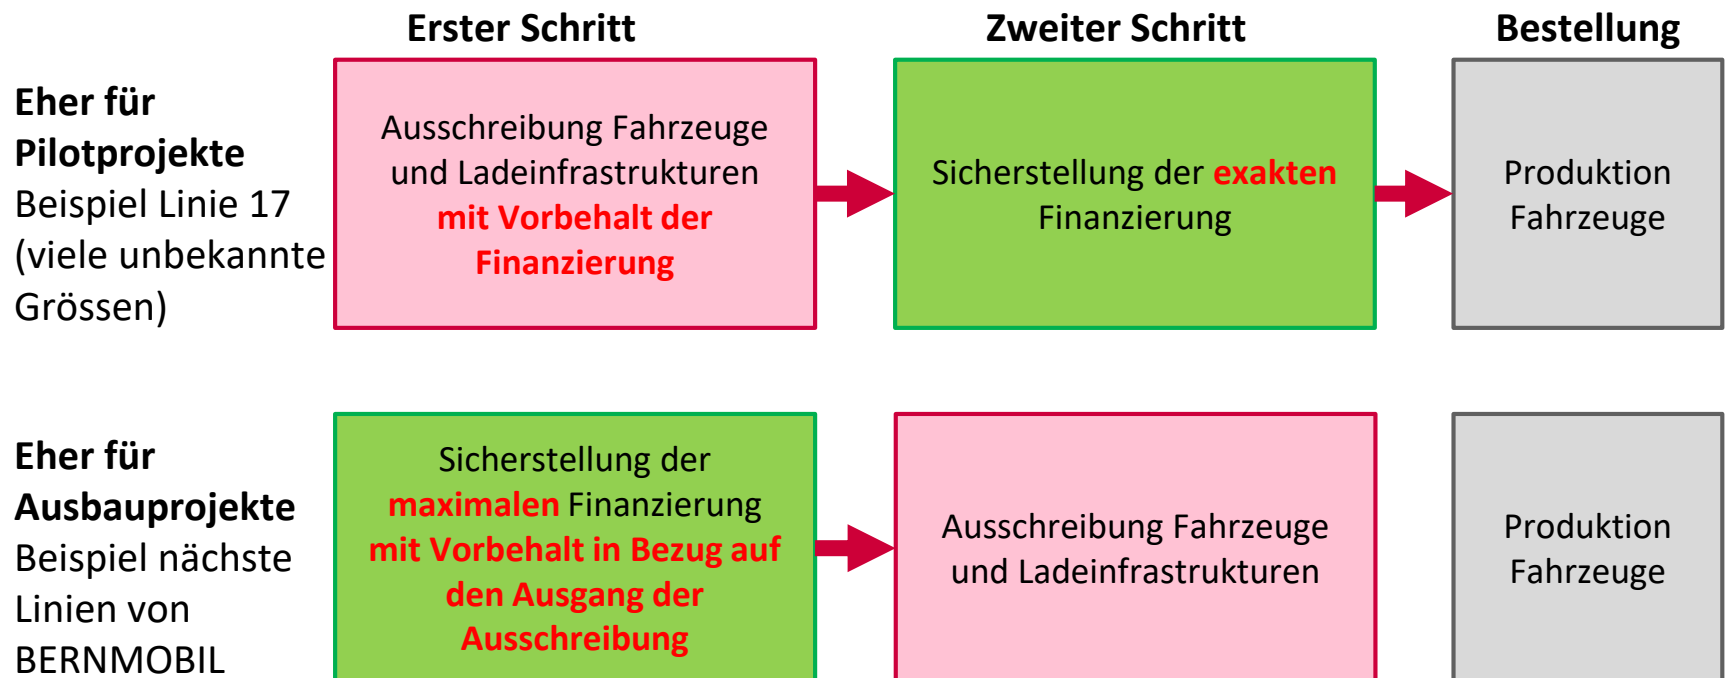 Erster Schritt
Zweiter Schritt
Bestellung
Eher für
Pilotprojekte
Beispiel Linie 17
(viele unbekannte
Grössen)
Ausschreibung Fahrzeuge
und Ladeinfrastrukturen
mit Vorbehalt der
Finanzierung
Sicherstellung der exakten
Finanzierung
Produktion
Fahrzeuge
Eher für
Ausbauprojekte
Beispiel nächste
Linien von
BERNMOBIL
Sicherstellung der
maximalen Finanzierung
mit Vorbehalt in Bezug auf
den Ausgang der
Ausschreibung
Ausschreibung Fahrzeuge
und Ladeinfrastrukturen
Produktion
Fahrzeuge